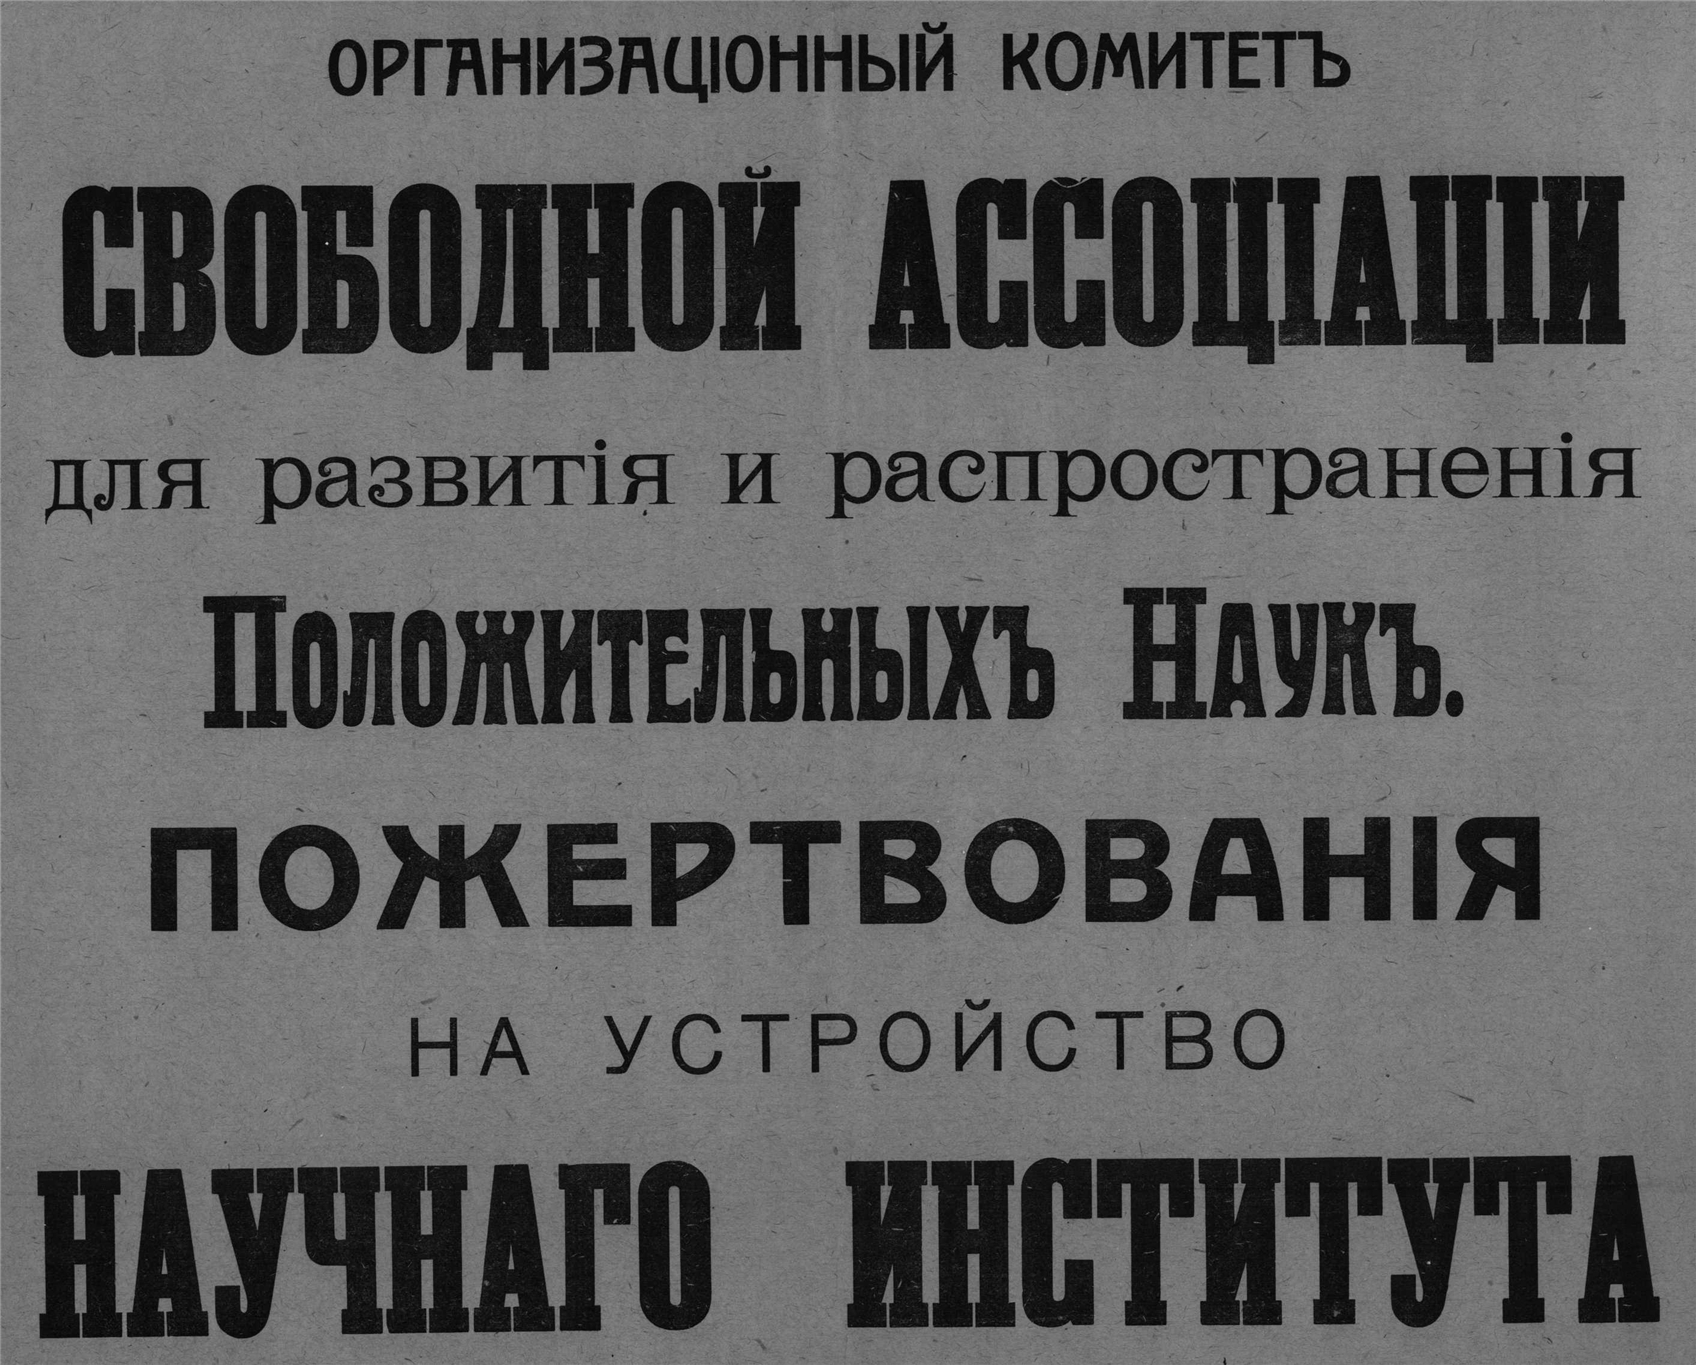 ОРГАНИЗАЦІОННЫЙ КОМИТЕТЪ
СВОБОДНОЙ АССОЦІАЦІИ
для развитія и распространенія
ПОЛОЖИТЕЛЬНЫХЪ НАУКЪ.
ПОЖЕРТВОВАНІЯ
НА УСТРОЙСТВО
НАУЧНАГО ИНСТИТУТА